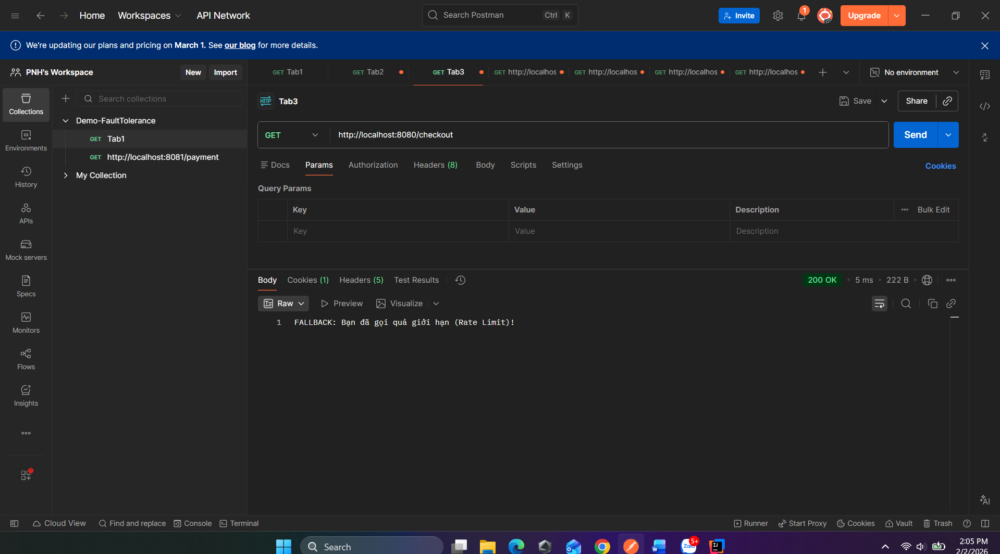 Home
Workspaces
API Network
Search Postman
Ctrl K
Invite
1
Upgrade
We're updating our plans and pricing on March 1. See our blog for more details.
PNH's Workspace
New
Import
GET Tab1
GET Tab2
GET Tab3
GET http://localhos
GET http://localhos
GET http://localhos
GET http://localhos
No environment
Collections
Environments
History
APIs
Mock servers
Specs
Monitors
Flows
Insights
Search collections
Demo-FaultTolerance
GET Tab1
GET http://localhost:8081/payment
My Collection
HTTP Tab3
Save
Share
GET http://localhost:8080/checkout
Send
Docs Params Authorization Headers (8) Body Scripts Settings
Cookies
Query Params
Key Value Description Bulk Edit
Key Value Description
Body Cookies (1) Headers (5) Test Results
200 OK 5 ms 222 B
Raw Preview Visualize
1 FALLBACK: Bạn đã gọi quá giới hạn (Rate Limit)!
AI
Cloud View Find and replace Console Terminal
Runner Start Proxy Cookies Vault Trash
Search
W
Zalo
5+
IJ
2:05 PM
2/2/2026